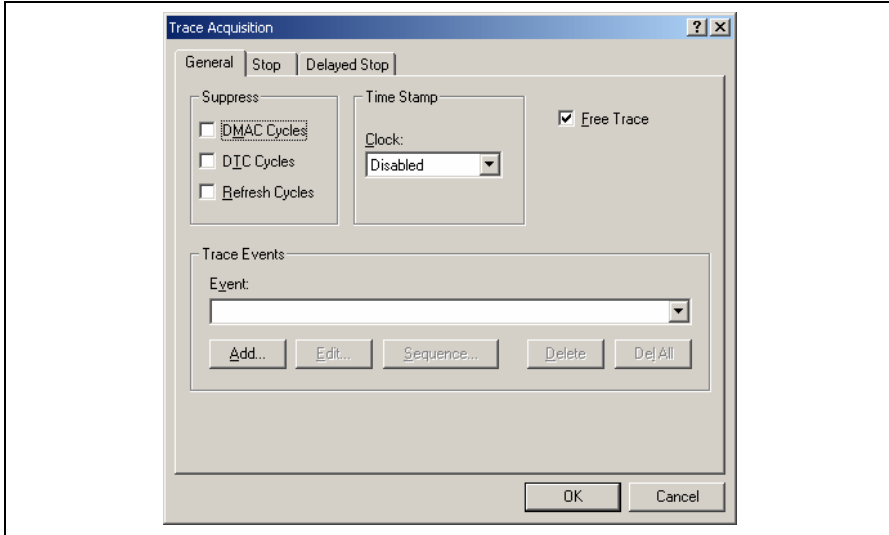 Trace Acquisition
General Stop Delayed Stop
Suppress
DMAC Cycles
DTC Cycles
Refresh Cycles
Time Stamp
Clock:
Disabled
Free Trace
Trace Events
Event:
Add... Edit... Sequence... Delete Del All
OK Cancel